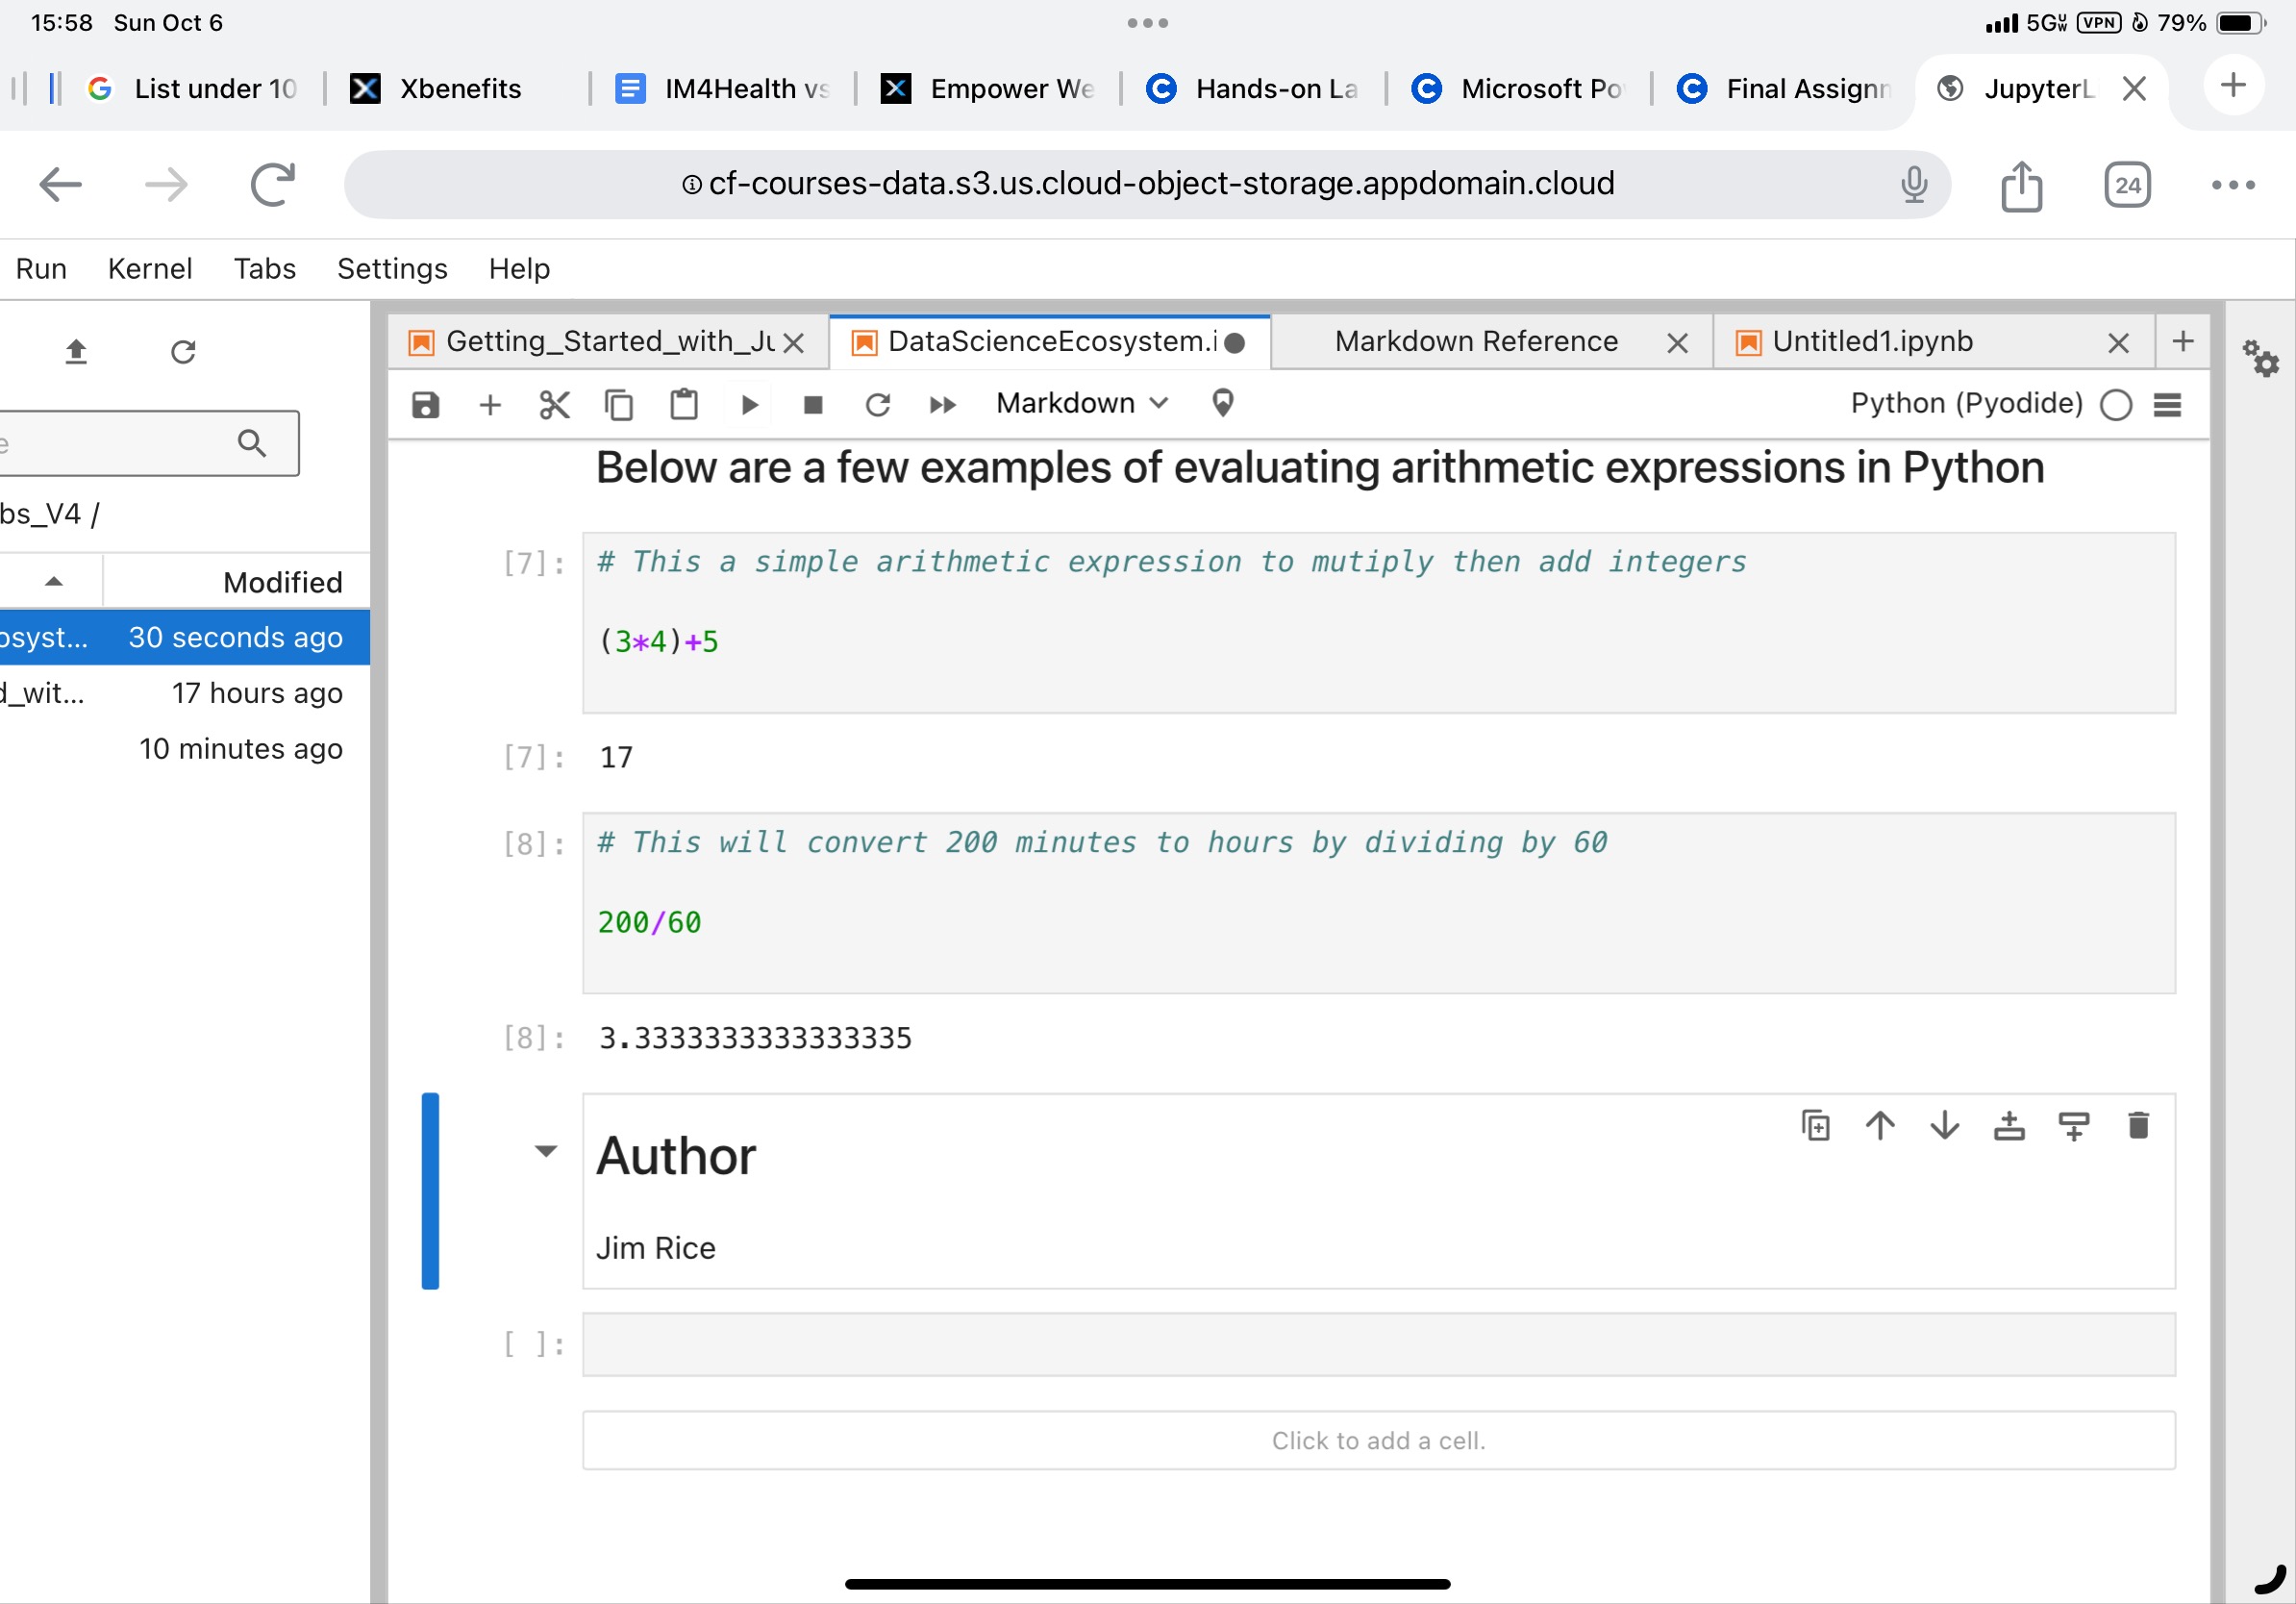 15:58 Sun Oct 6
5G VPN 79%
List under 10
Xbenefits
IM4Health vs
Empower We
Hands-on La
Microsoft Po
Final Assignm
JupyterL
cf-courses-data.s3.us.cloud-object-storage.appdomain.cloud
24
Run Kernel Tabs Settings Help
Getting_Started_with_Ju
DataScienceEcosystem.i
Markdown Reference
Untitled1.ipynb
Markdown
Python (Pyodide)
e
bs_V4 /
Modified
osyst... 30 seconds ago
d_wit... 17 hours ago
10 minutes ago
Below are a few examples of evaluating arithmetic expressions in Python
[7]: # This a simple arithmetic expression to mutiply then add integers
(3*4)+5
[7]: 17
[8]: # This will convert 200 minutes to hours by dividing by 60
200/60
[8]: 3.3333333333333335
Author
Jim Rice
[ ]:
Click to add a cell.